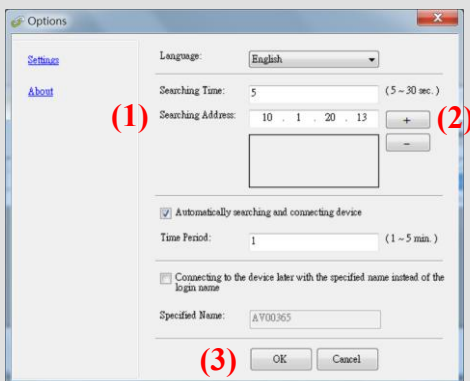 Options
Settings
About
Language: English
Searching Time: 5 (5 ~ 30 sec.)
(1) Searching Address: 10 . 1 . 20 . 13 + (2)
−
Automatically searching and connecting device
Time Period: 1 (1 ~ 5 min.)
Connecting to the device later with the specified name instead of the
login name
Specified Name: AV00365
(3) OK Cancel